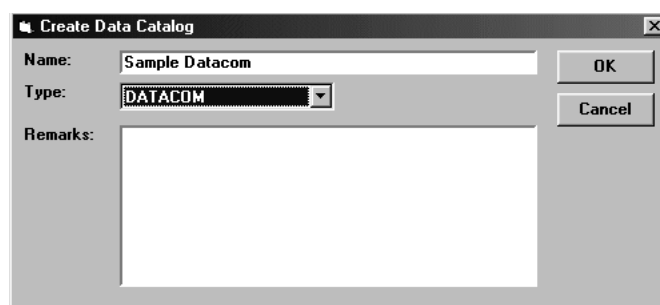 Create Data Catalog
Name: Sample Datacom OK
Type: DATACOM Cancel
Remarks: